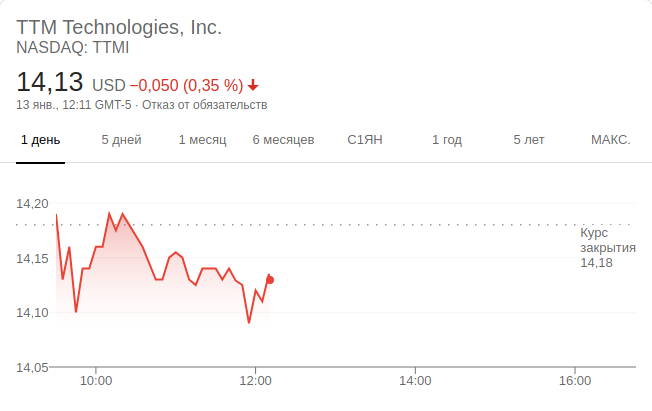 TTM Technologies, Inc.
NASDAQ: TTMI
14,13 USD −0,050 (0,35 %)
13 янв., 12:11 GMT-5 · Отказ от обязательств
1 день 5 дней 1 месяц 6 месяцев С1ЯН 1 год 5 лет МАКС.
14,20
Курс
закрытия
14,15
14,18
14,10
14,05
10:00 12:00 14:00 16:00